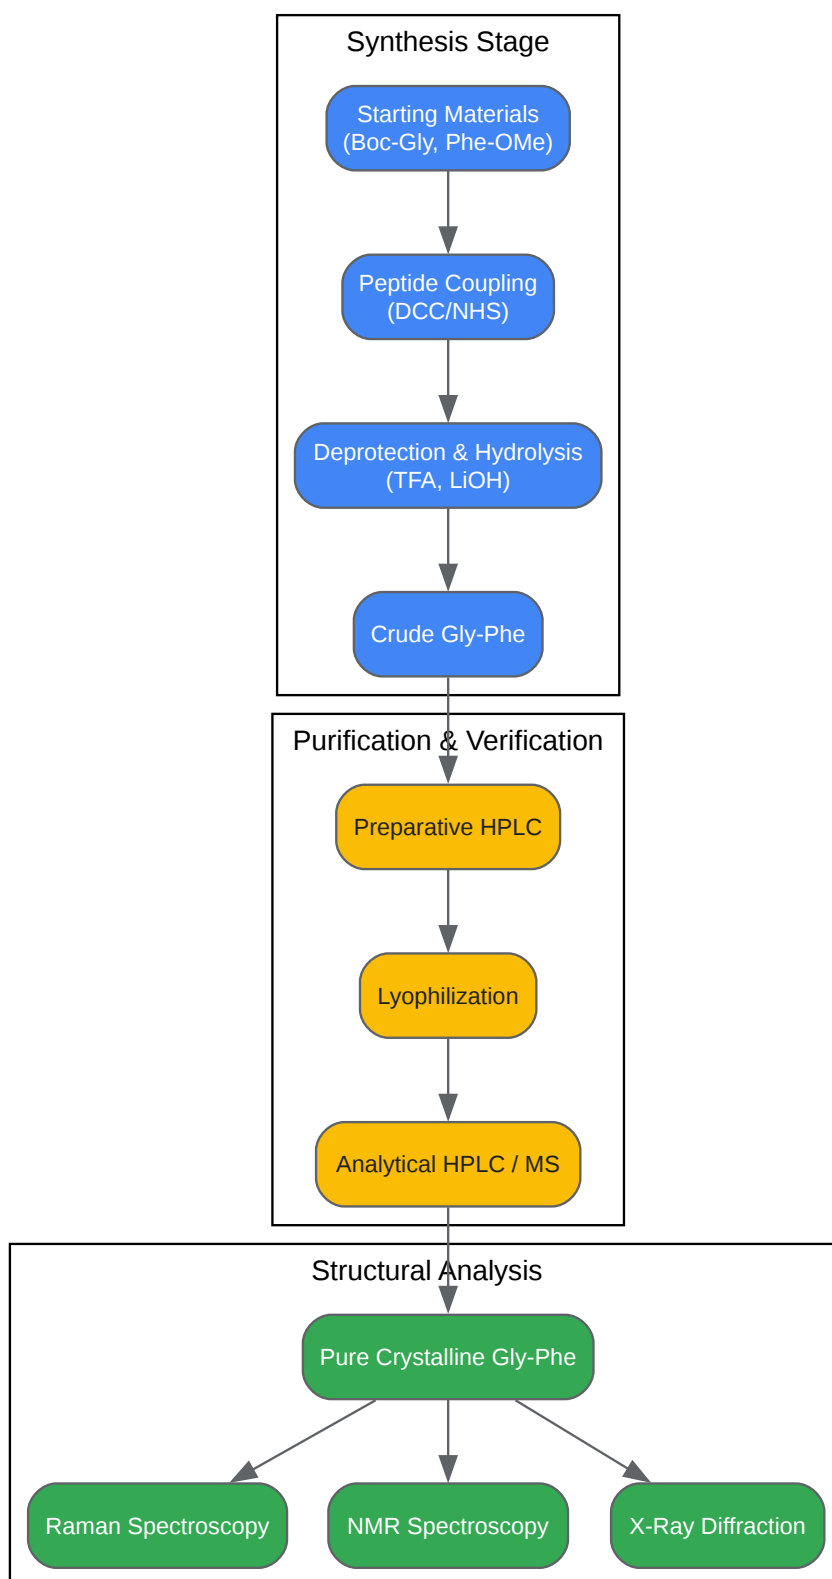 Synthesis Stage
Starting Materials
(Boc-Gly, Phe-OMe)
Peptide Coupling
(DCC/NHS)
Deprotection & Hydrolysis
(TFA, LiOH)
Crude Gly-Phe
Purification & Verification
Preparative HPLC
Lyophilization
Analytical HPLC / MS
Structural Analysis
Pure Crystalline Gly-Phe
Raman Spectroscopy
NMR Spectroscopy
X-Ray Diffraction